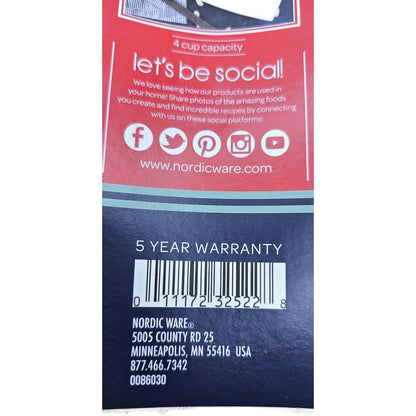 4 cup capacity
let's be social!
We love seeing how our products are used in
your home! Share photos of the amazing foods
you create and find incredible recipes by connecting
with us on these social platforms:
www.nordicware.com
5 YEAR WARRANTY
0 11172 32522 8
NORDIC WARE®
5005 COUNTY RD 25
MINNEAPOLIS, MN 55416 USA
877.466.7342
0086030